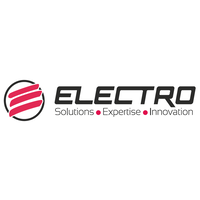 ELECTRO
Solutions • Expertise • Innovation